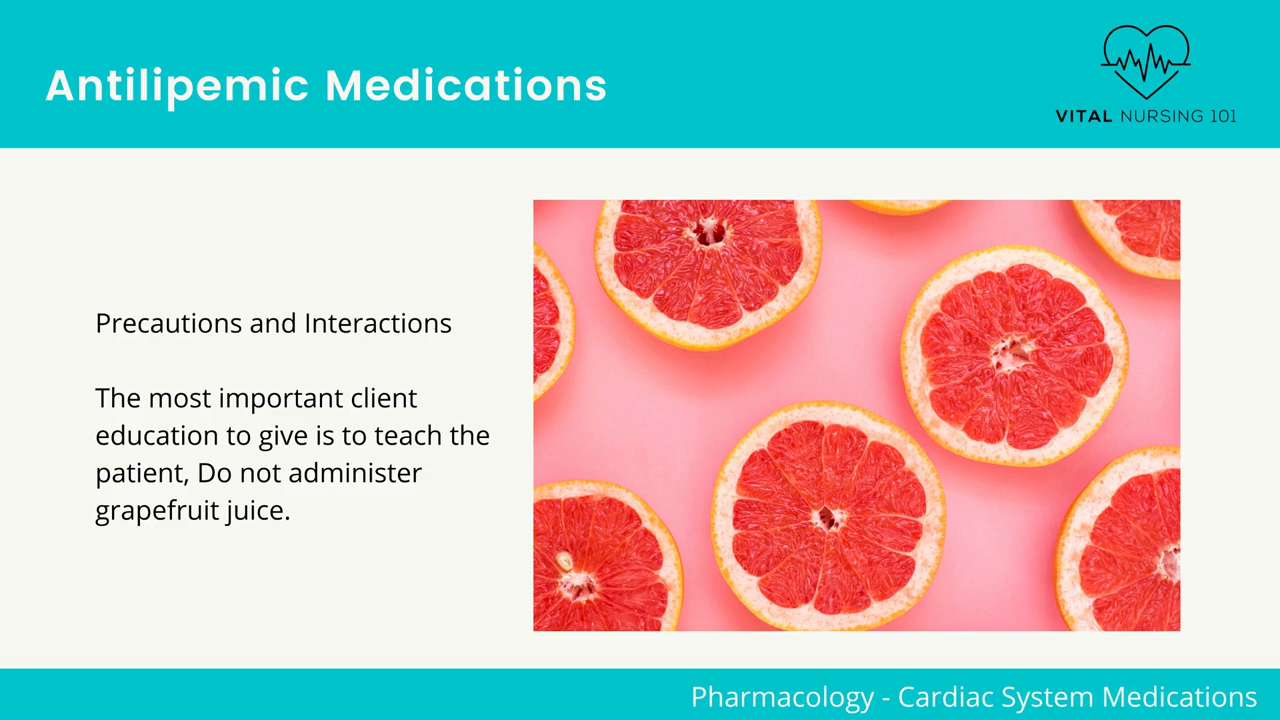 Antilipemic Medications
VITAL NURSING 101
Precautions and Interactions
The most important client
education to give is to teach the
patient, Do not administer
grapefruit juice.
Pharmacology - Cardiac System Medications